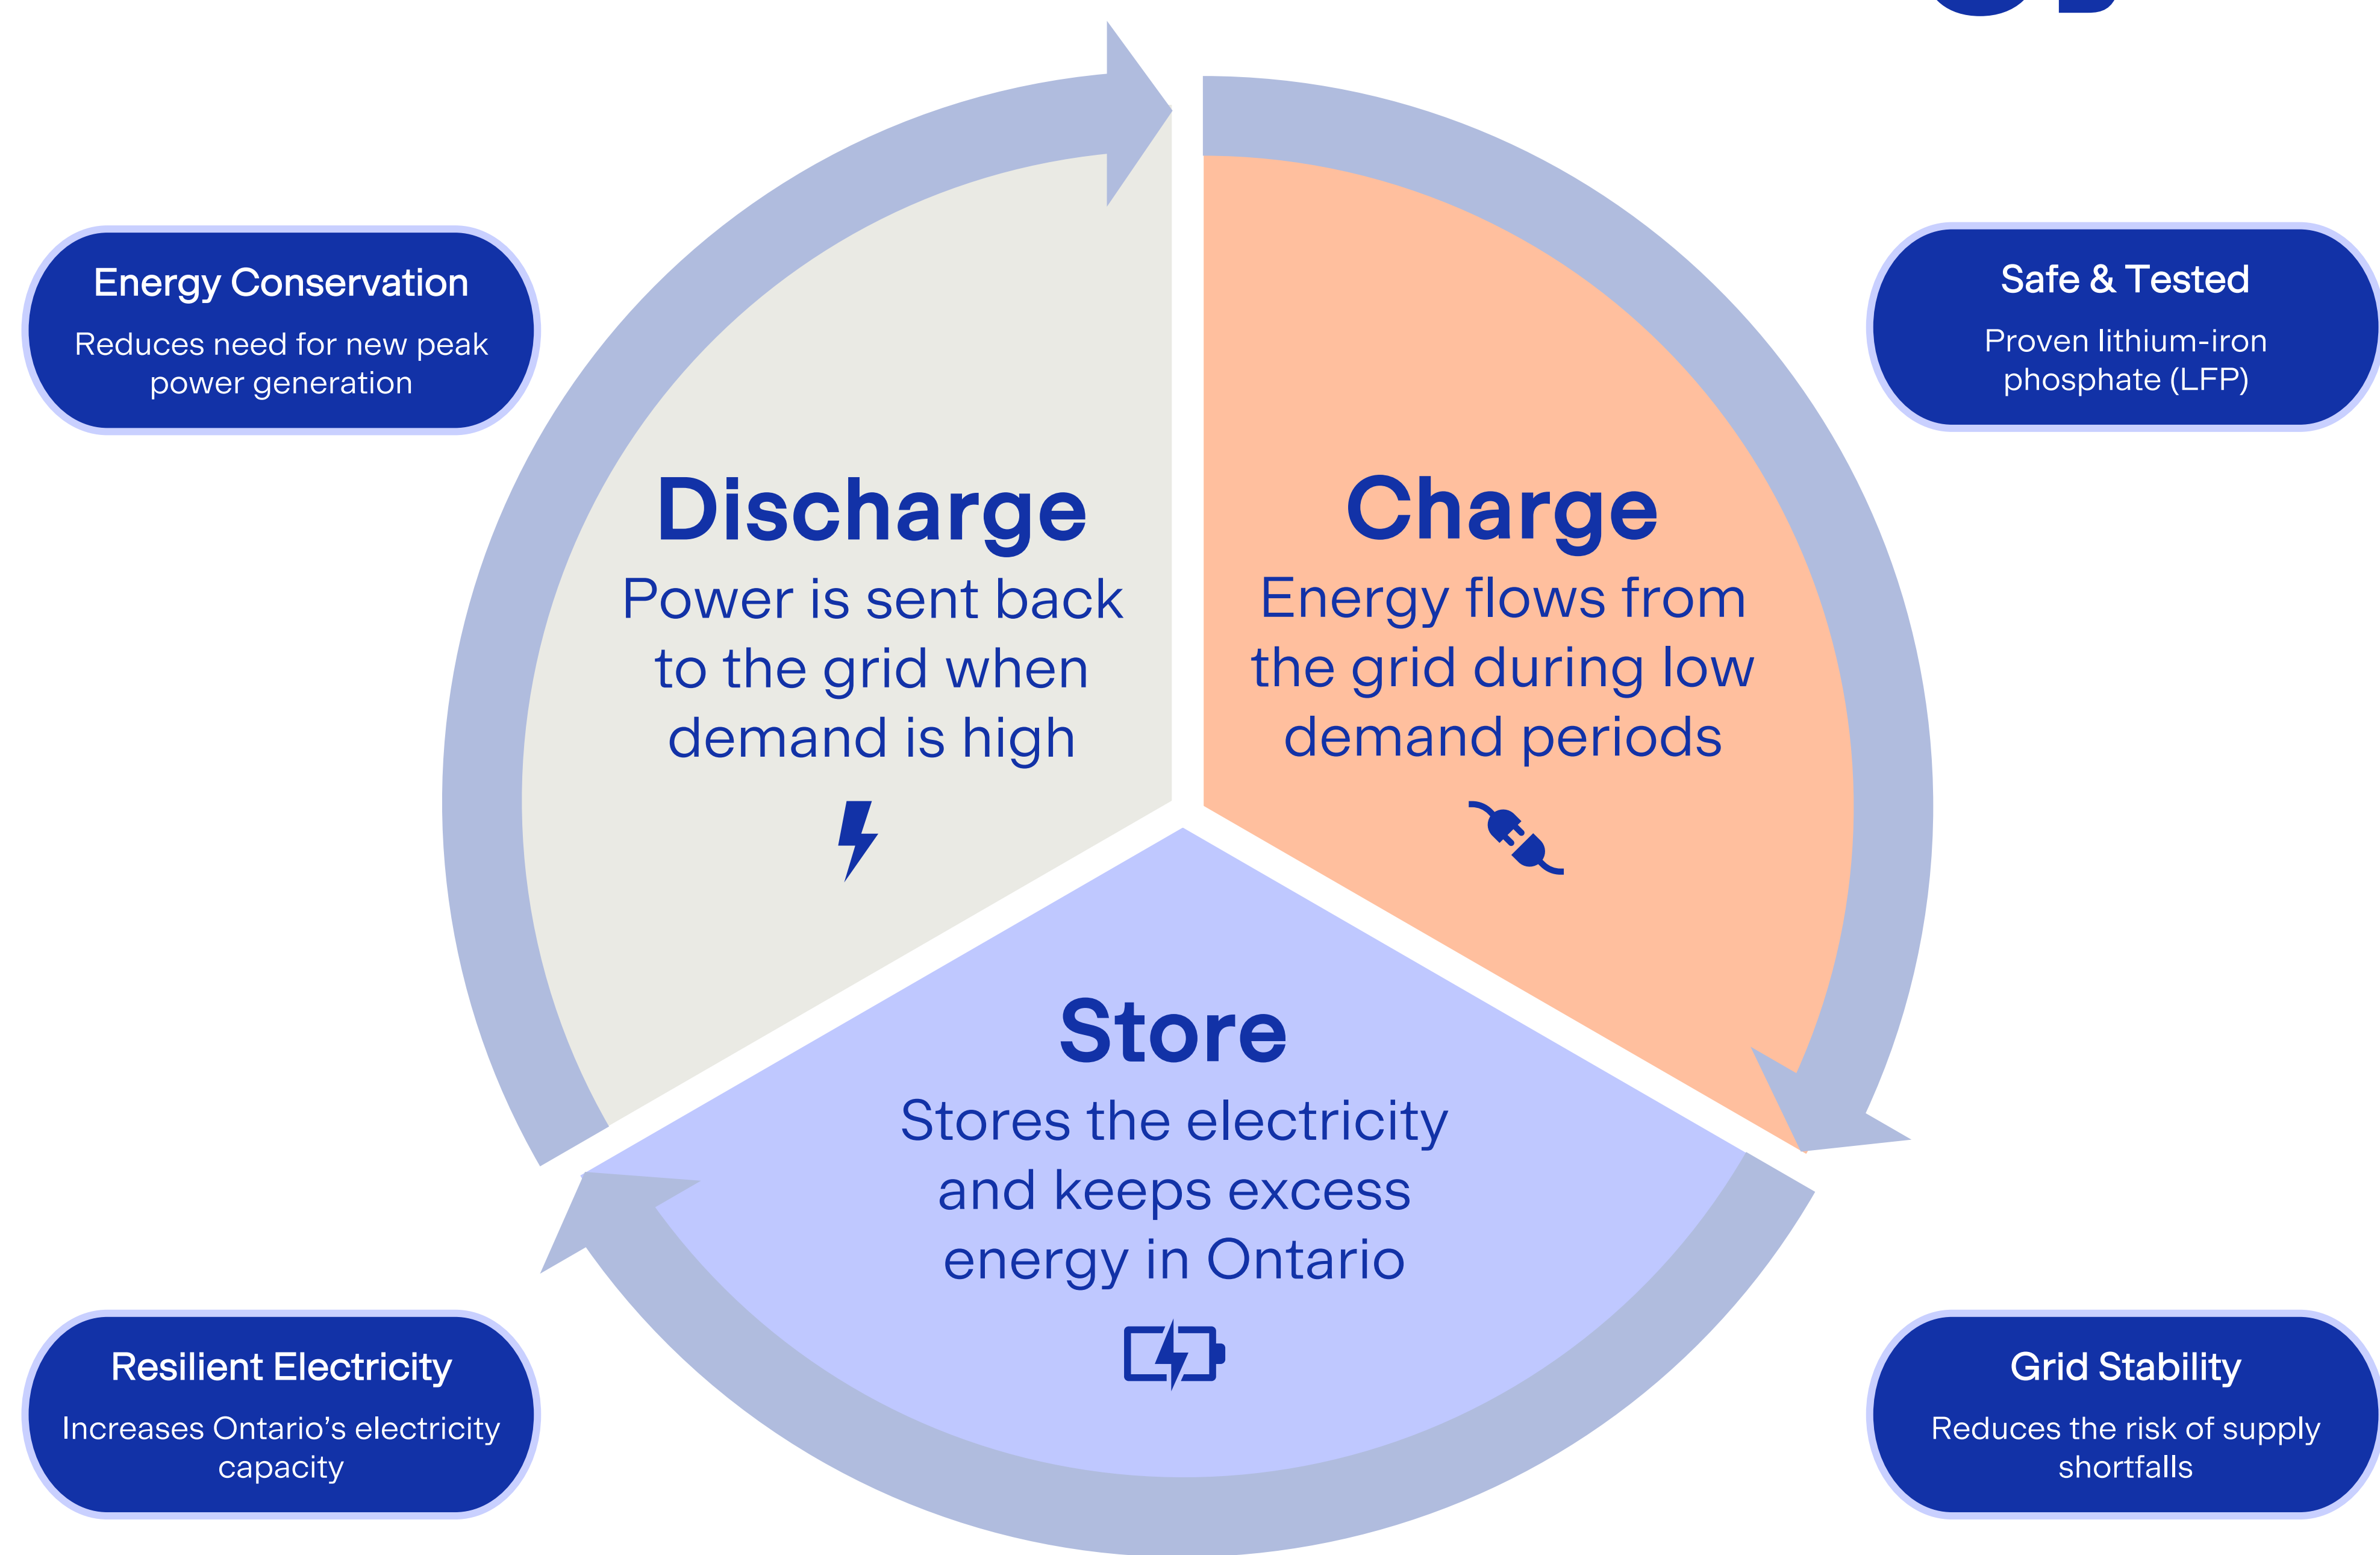 Energy Conservation
Reduces need for new peak
power generation
Safe & Tested
Proven lithium-iron
phosphate (LFP)
Discharge
Power is sent back
to the grid when
demand is high
Charge
Energy flows from
the grid during low
demand periods
Store
Stores the electricity
and keeps excess
energy in Ontario
Resilient Electricity
Increases Ontario's electricity
capacity
Grid Stability
Reduces the risk of supply
shortfalls